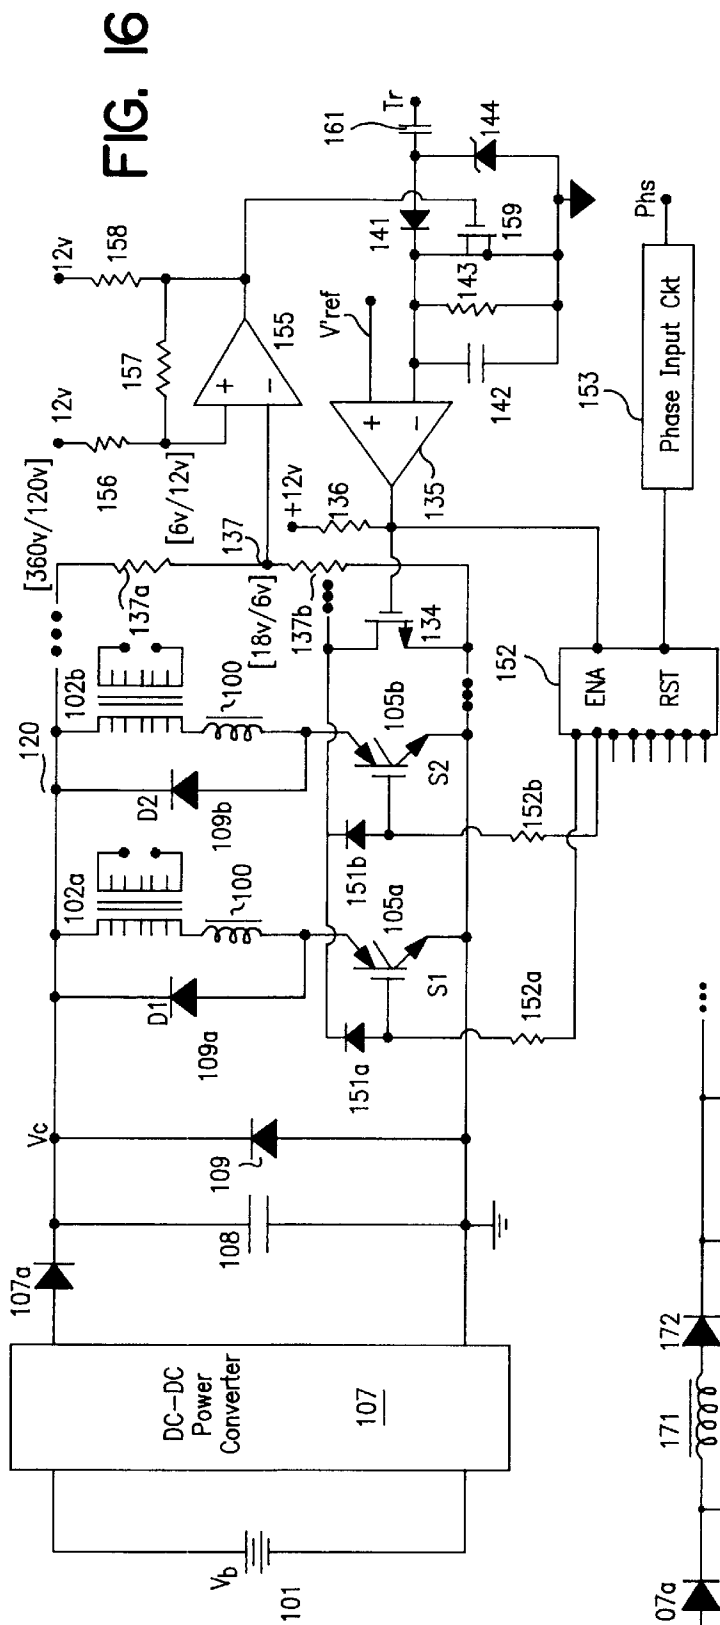 FIG. 16
Vb
101
DC–DC
Power
Converter
107
107a
108
109
Vc
120
D1
109a
102a
100
D2
109b
102b
100
[360v/120v]
137a
137
[18v/6v]
137b
12v
156
[6v/12v]
157
12v
158
+
−
155
151a
105a
S1
152a
151b
105b
S2
152b
134
+12v
136
135
+
−
V'ref
142
143
141
159
161
Tr
144
152
ENA
RST
153
Phase Input Ckt
Phs
07a
171
172